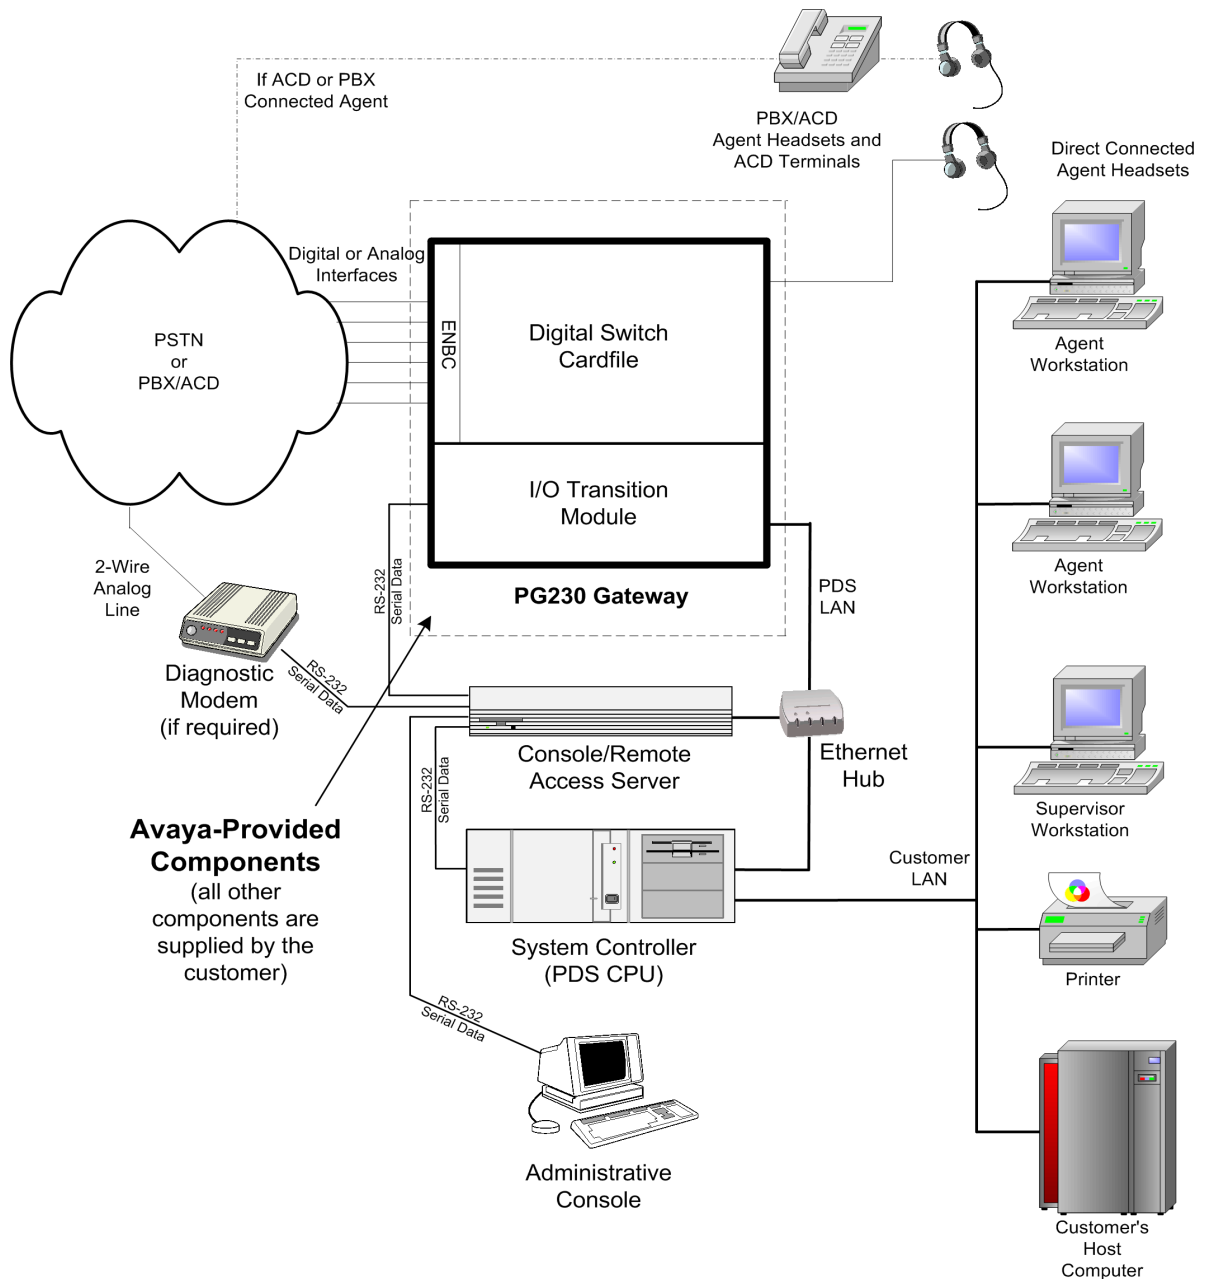 If ACD or PBX
Connected Agent
PBX/ACD
Agent Headsets and
ACD Terminals
Direct Connected
Agent Headsets
Digital or Analog
Interfaces
PSTN
or
PBX/ACD
ENBC
Digital Switch
Cardfile
I/O Transition
Module
PG230 Gateway
Agent
Workstation
Agent
Workstation
2-Wire
Analog
Line
RS-232
Serial Data
PDS
LAN
Diagnostic
Modem
(if required)
RS-232
Serial Data
Console/Remote
Access Server
Ethernet
Hub
RS-232
Serial Data
Supervisor
Workstation
Avaya-Provided
Components
(all other
components are
supplied by the
customer)
Customer
LAN
System Controller
(PDS CPU)
Printer
RS-232
Serial Data
Administrative
Console
Customer's
Host
Computer